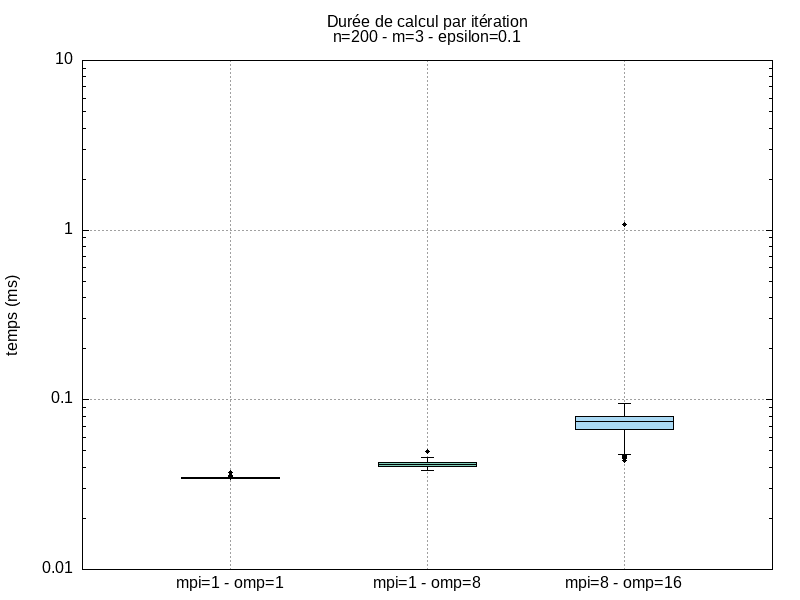 Durée de calcul par itération
n=200 - m=3 - epsilon=0.1
10
1
0.1
0.01
temps (ms)
mpi=1 - omp=1
mpi=1 - omp=8
mpi=8 - omp=16